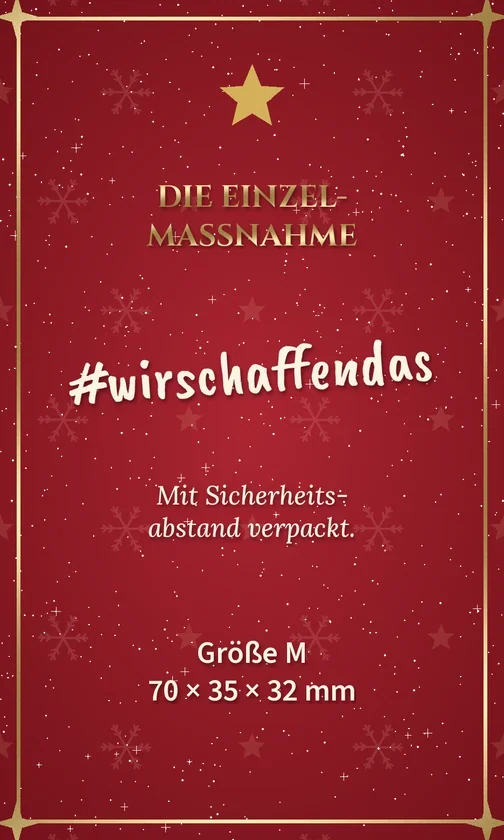 DIE EINZEL-
MASSNAHME
#wirschaffendas
Mit Sicherheits-
abstand verpackt.
Größe M
70 × 35 × 32 mm